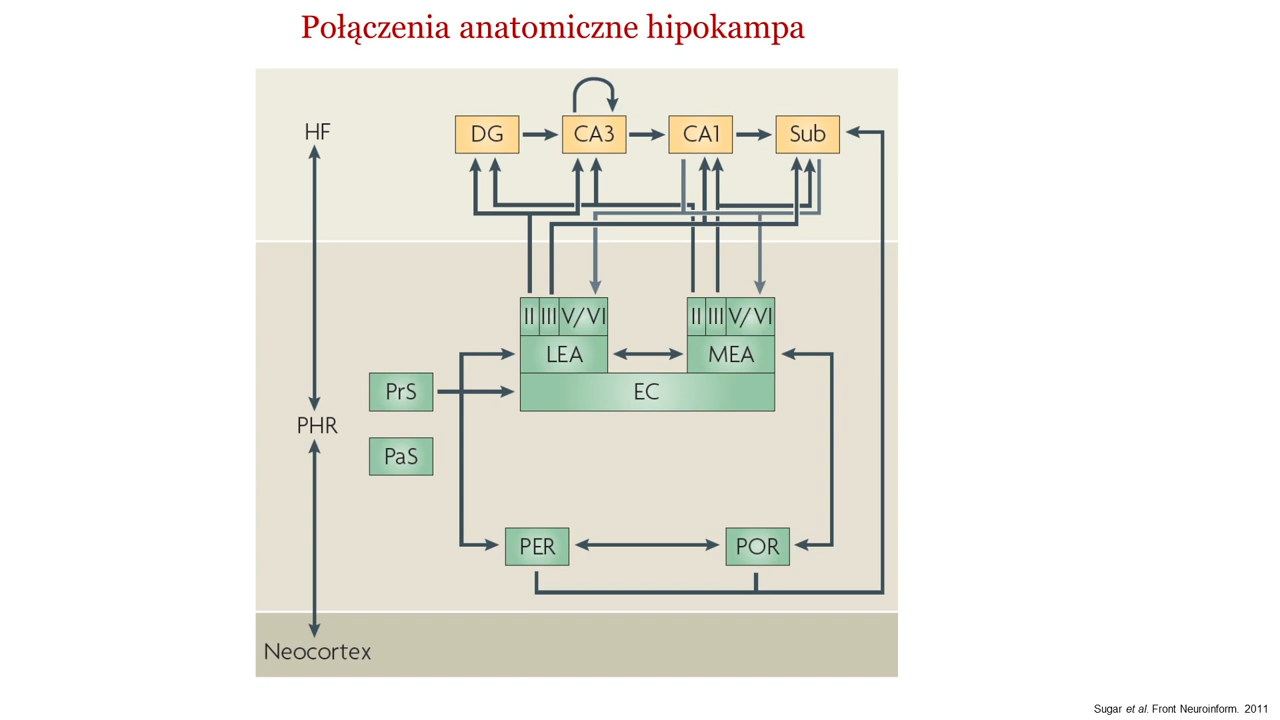 Połączenia anatomiczne hipokampa
HF
DG CA3 CA1 Sub
II III V/VI II III V/VI
LEA MEA
PrS EC
PHR
PaS
PER POR
Neocortex
Sugar et al. Front Neuroinform. 2011